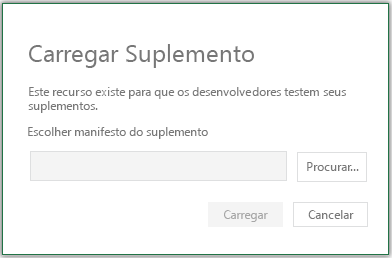 Carregar Suplemento
Este recurso existe para que os desenvolvedores testem seus
suplementos.
Escolher manifesto do suplemento
Procurar...
Carregar
Cancelar